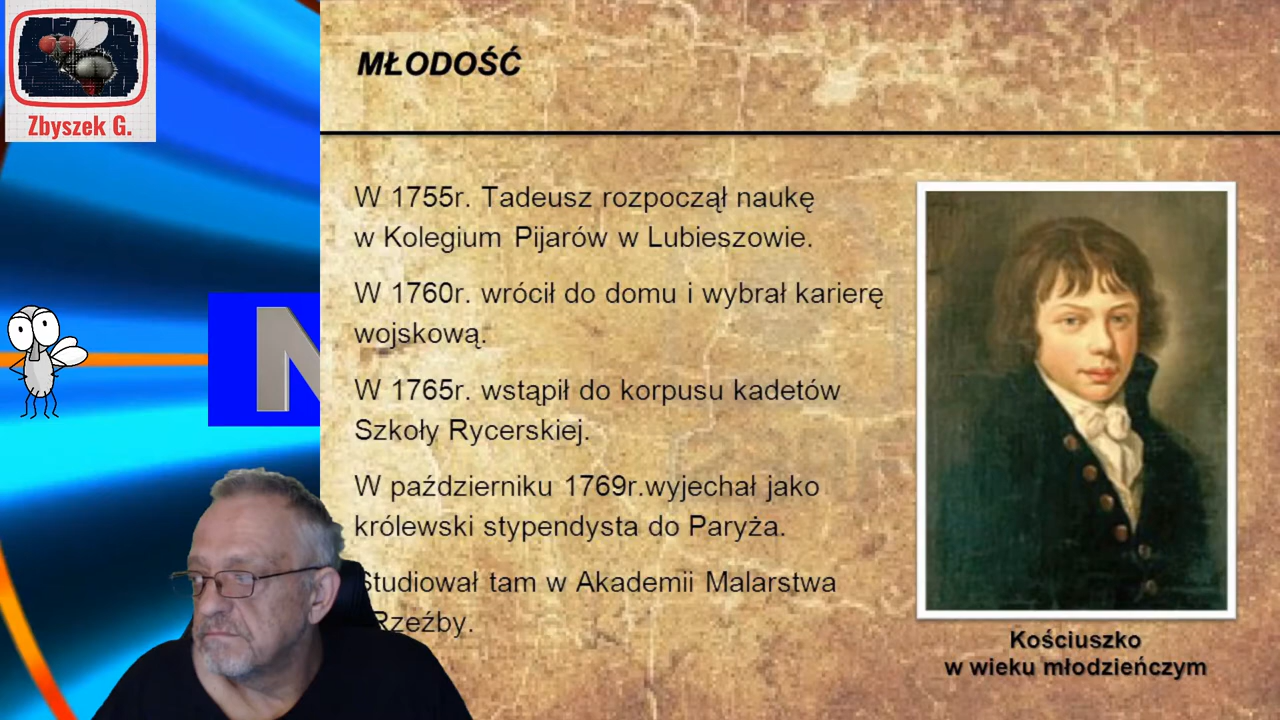 Zbyszek G.
MŁODOŚĆ
W 1755r. Tadeusz rozpoczął naukę
w Kolegium Pijarów w Lubieszowie.
W 1760r. wrócił do domu i wybrał karierę
wojskową.
W 1765r. wstąpił do korpusu kadetów
Szkoły Rycerskiej.
W październiku 1769r.wyjechał jako
królewski stypendysta do Paryża.
Studiował tam w Akademii Malarstwa
Rzeźby.
Kościuszko
w wieku młodzieńczym